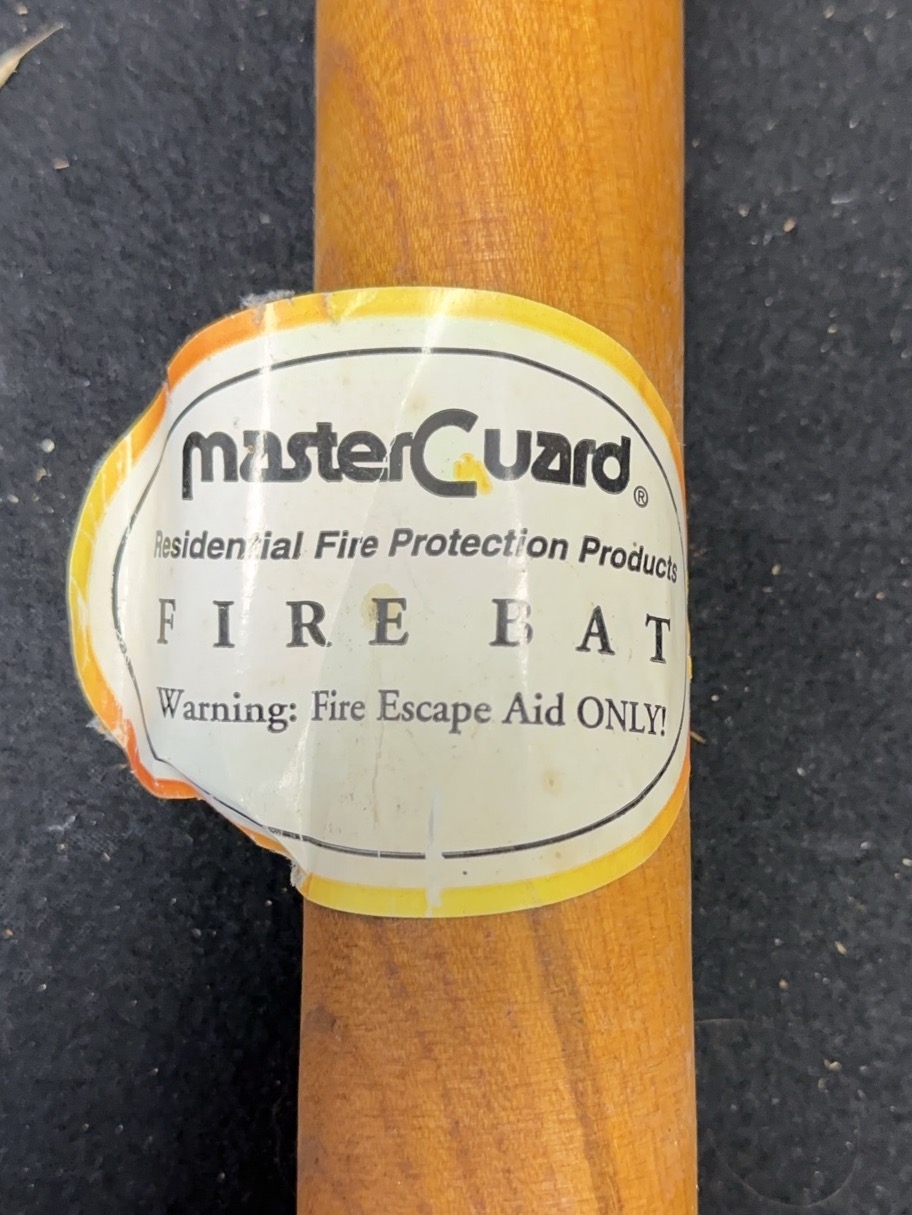 masterGuard®
Residential Fire Protection Products
FIRE BAT
Warning: Fire Escape Aid ONLY!